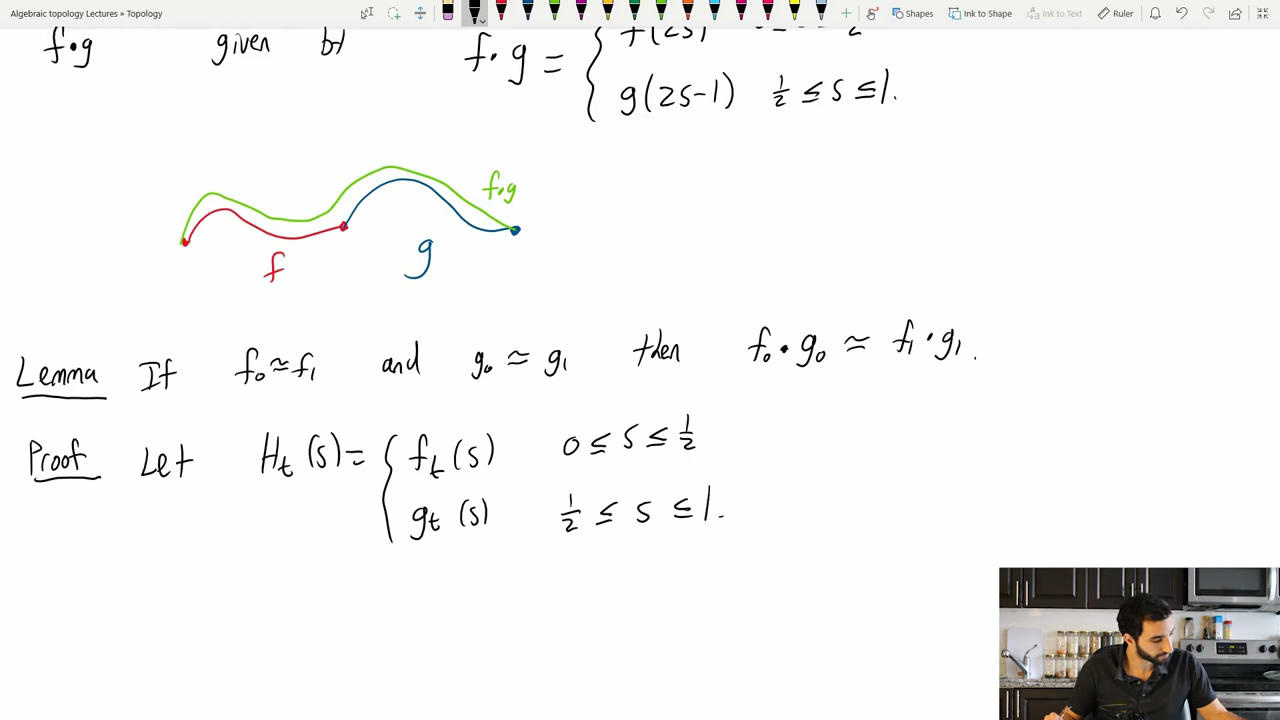 Algebraic topology Lectures » Topology
Shapes Ink to Shape Ink to Text Ruler
f•g given by f•g = { f(2s)
g(2s-1) ½ ≤ s ≤ 1.
f•g
f g
Lemma If f₀ ≈ f₁ and g₀ ≈ g₁ then f₀ • g₀ ≈ f₁ • g₁.
Proof Let Hₜ(s) = { fₜ(s) 0 ≤ s ≤ ½
gₜ(s) ½ ≤ s ≤ 1.